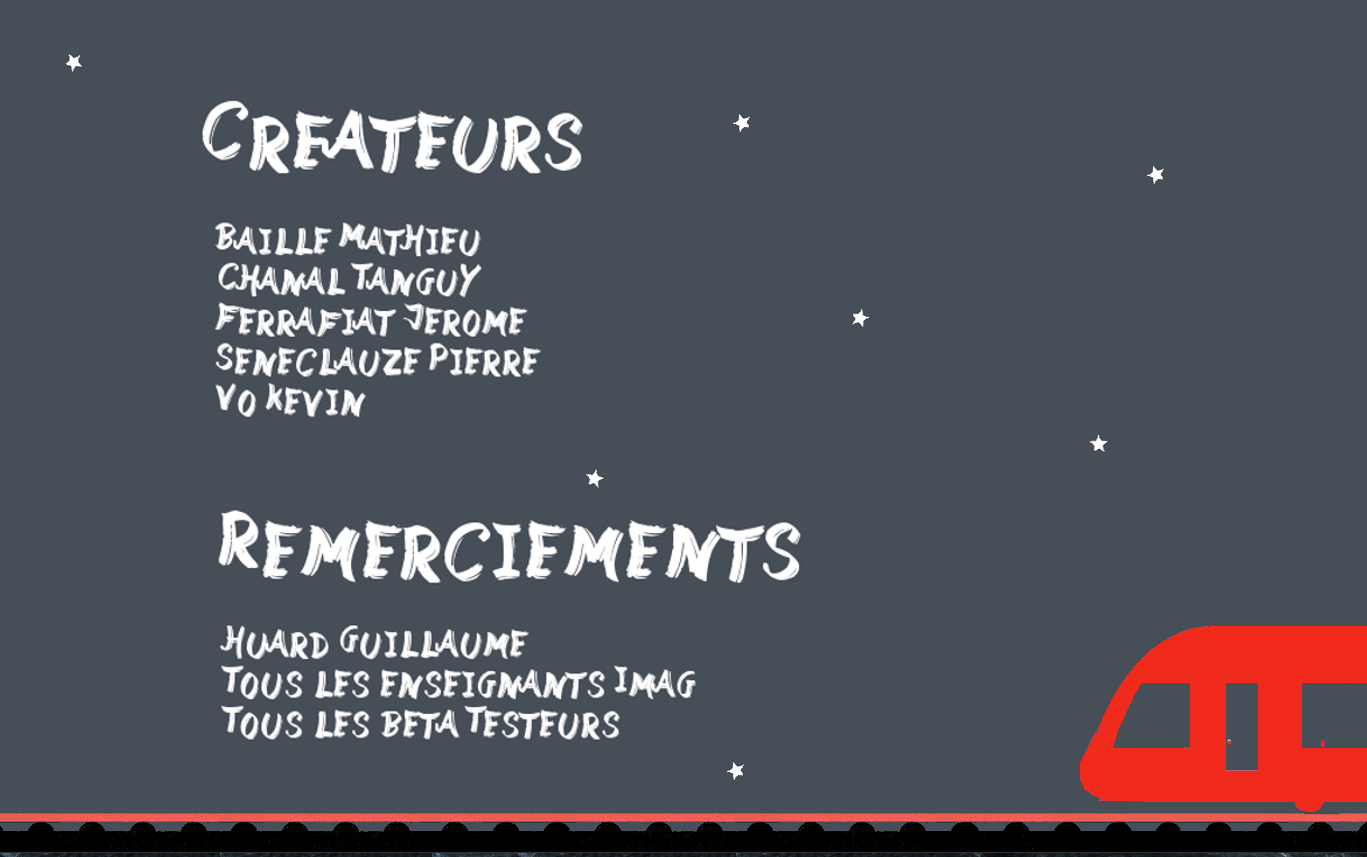 CREATEURS
BAILLE MATHIEU
CHANAL TANGUY
FERRAFIAT JEROME
SENECLAUZE PIERRE
VO KEVIN
REMERCIEMENTS
HUARD GUILLAUME
TOUS LES ENSEIGNANTS IMAG
TOUS LES BETA TESTEURS